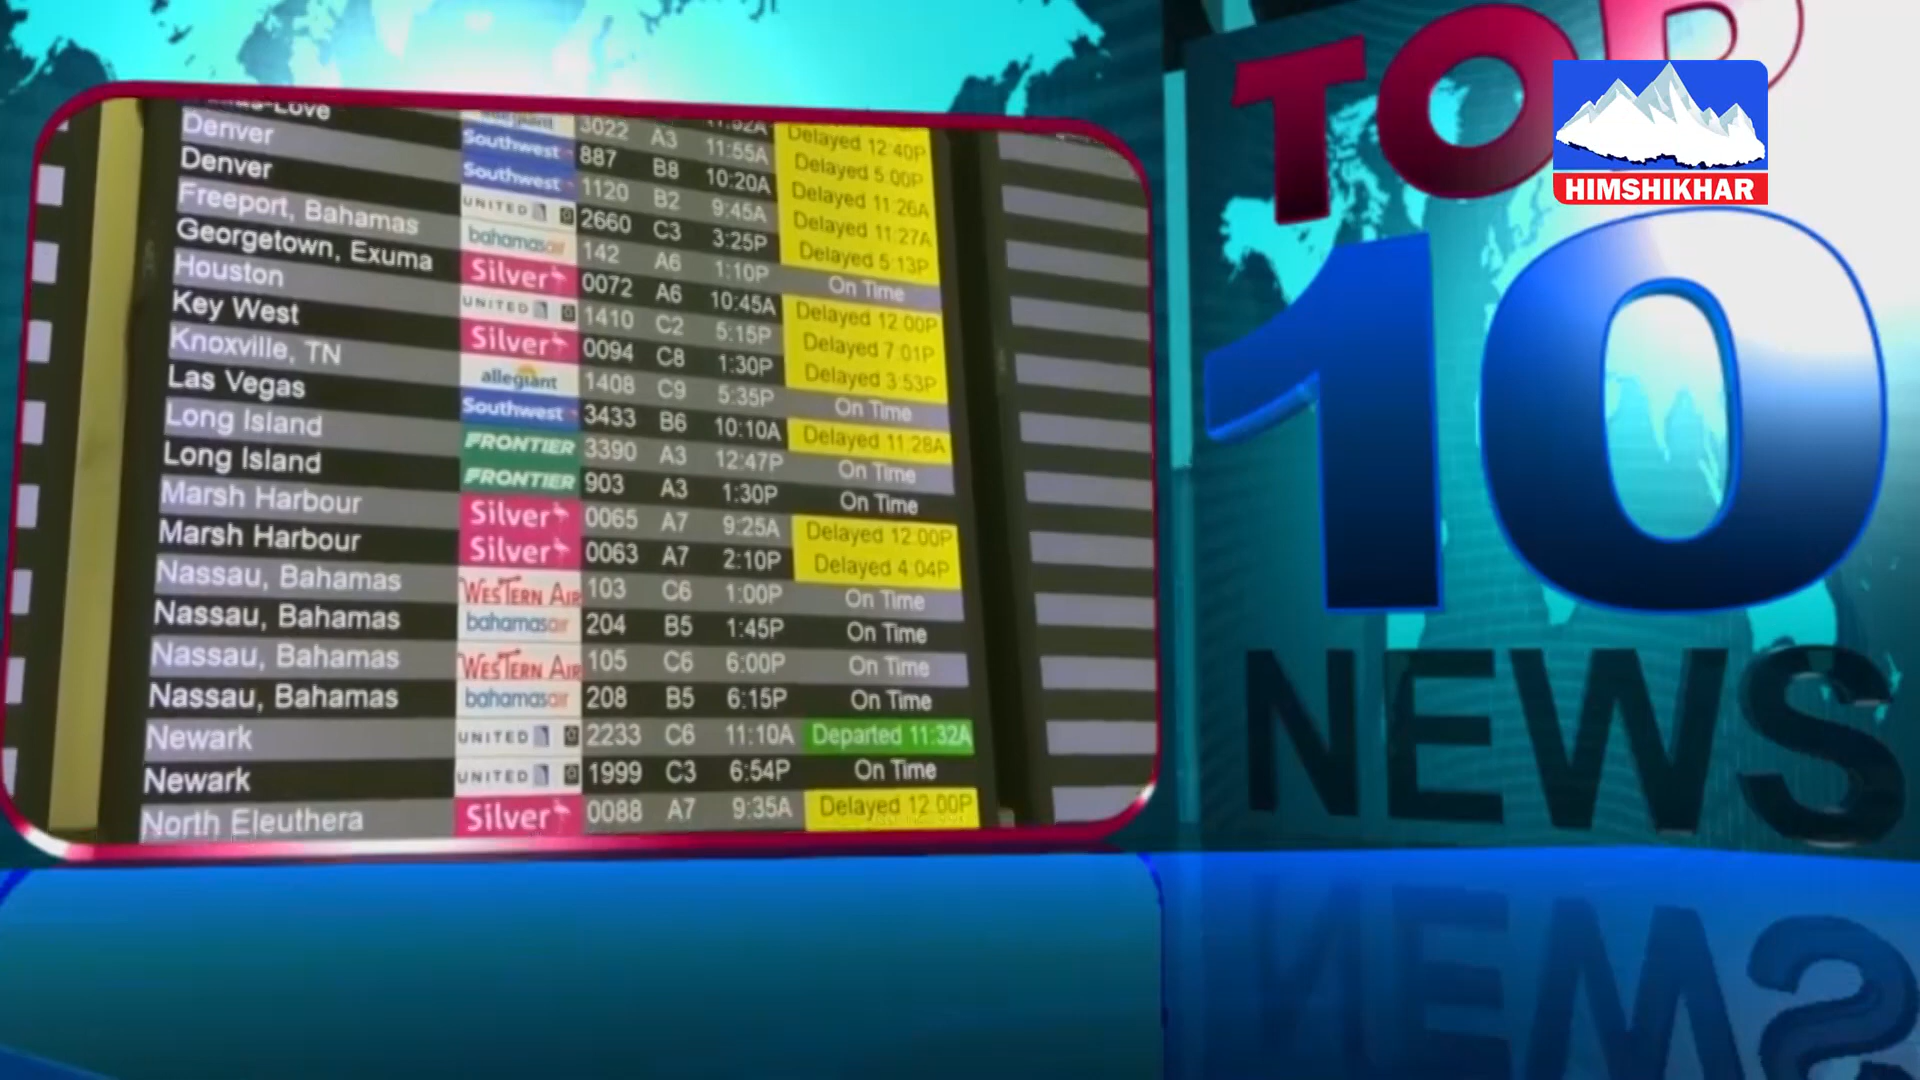 TOP
HIMSHIKHAR
10
NEWS
Delayed 12:40P
3022 A3 11:55A Delayed 5:00P
Love Southwest 887 B8 10:20A Delayed 11:26A
Denver Southwest 1120 B2 9:45A Delayed 11:27A
Denver UNITED 2660 C3 3:25P Delayed 5:13P
Freeport, Bahamas bahamasair 142 A6 1:10P On Time
Georgetown, Exuma Silver 0072 A6 10:45A Delayed 12:00P
Houston UNITED 1410 C2 5:15P Delayed 7:01P
Key West Silver 0094 C8 1:30P Delayed 3:53P
Knoxville, TN allegiant 1408 C9 5:35P On Time
Las Vegas Southwest 3433 B6 10:10A Delayed 11:28A
Long Island FRONTIER 3390 A3 12:47P On Time
Long Island FRONTIER 903 A3 1:30P On Time
Marsh Harbour Silver 0065 A7 9:25A Delayed 12:00P
Marsh Harbour Silver 0063 A7 2:10P Delayed 4:04P
Nassau, Bahamas WESTERN AIR 103 C6 1:00P On Time
Nassau, Bahamas bahamasair 204 B5 1:45P On Time
Nassau, Bahamas WESTERN AIR 105 C6 6:00P On Time
Nassau, Bahamas bahamasair 208 B5 6:15P On Time
Newark UNITED 2233 C6 11:10A Departed 11:32A
Newark UNITED 1999 C3 6:54P On Time
North Eleuthera Silver 0088 A7 9:35A Delayed 12:00P